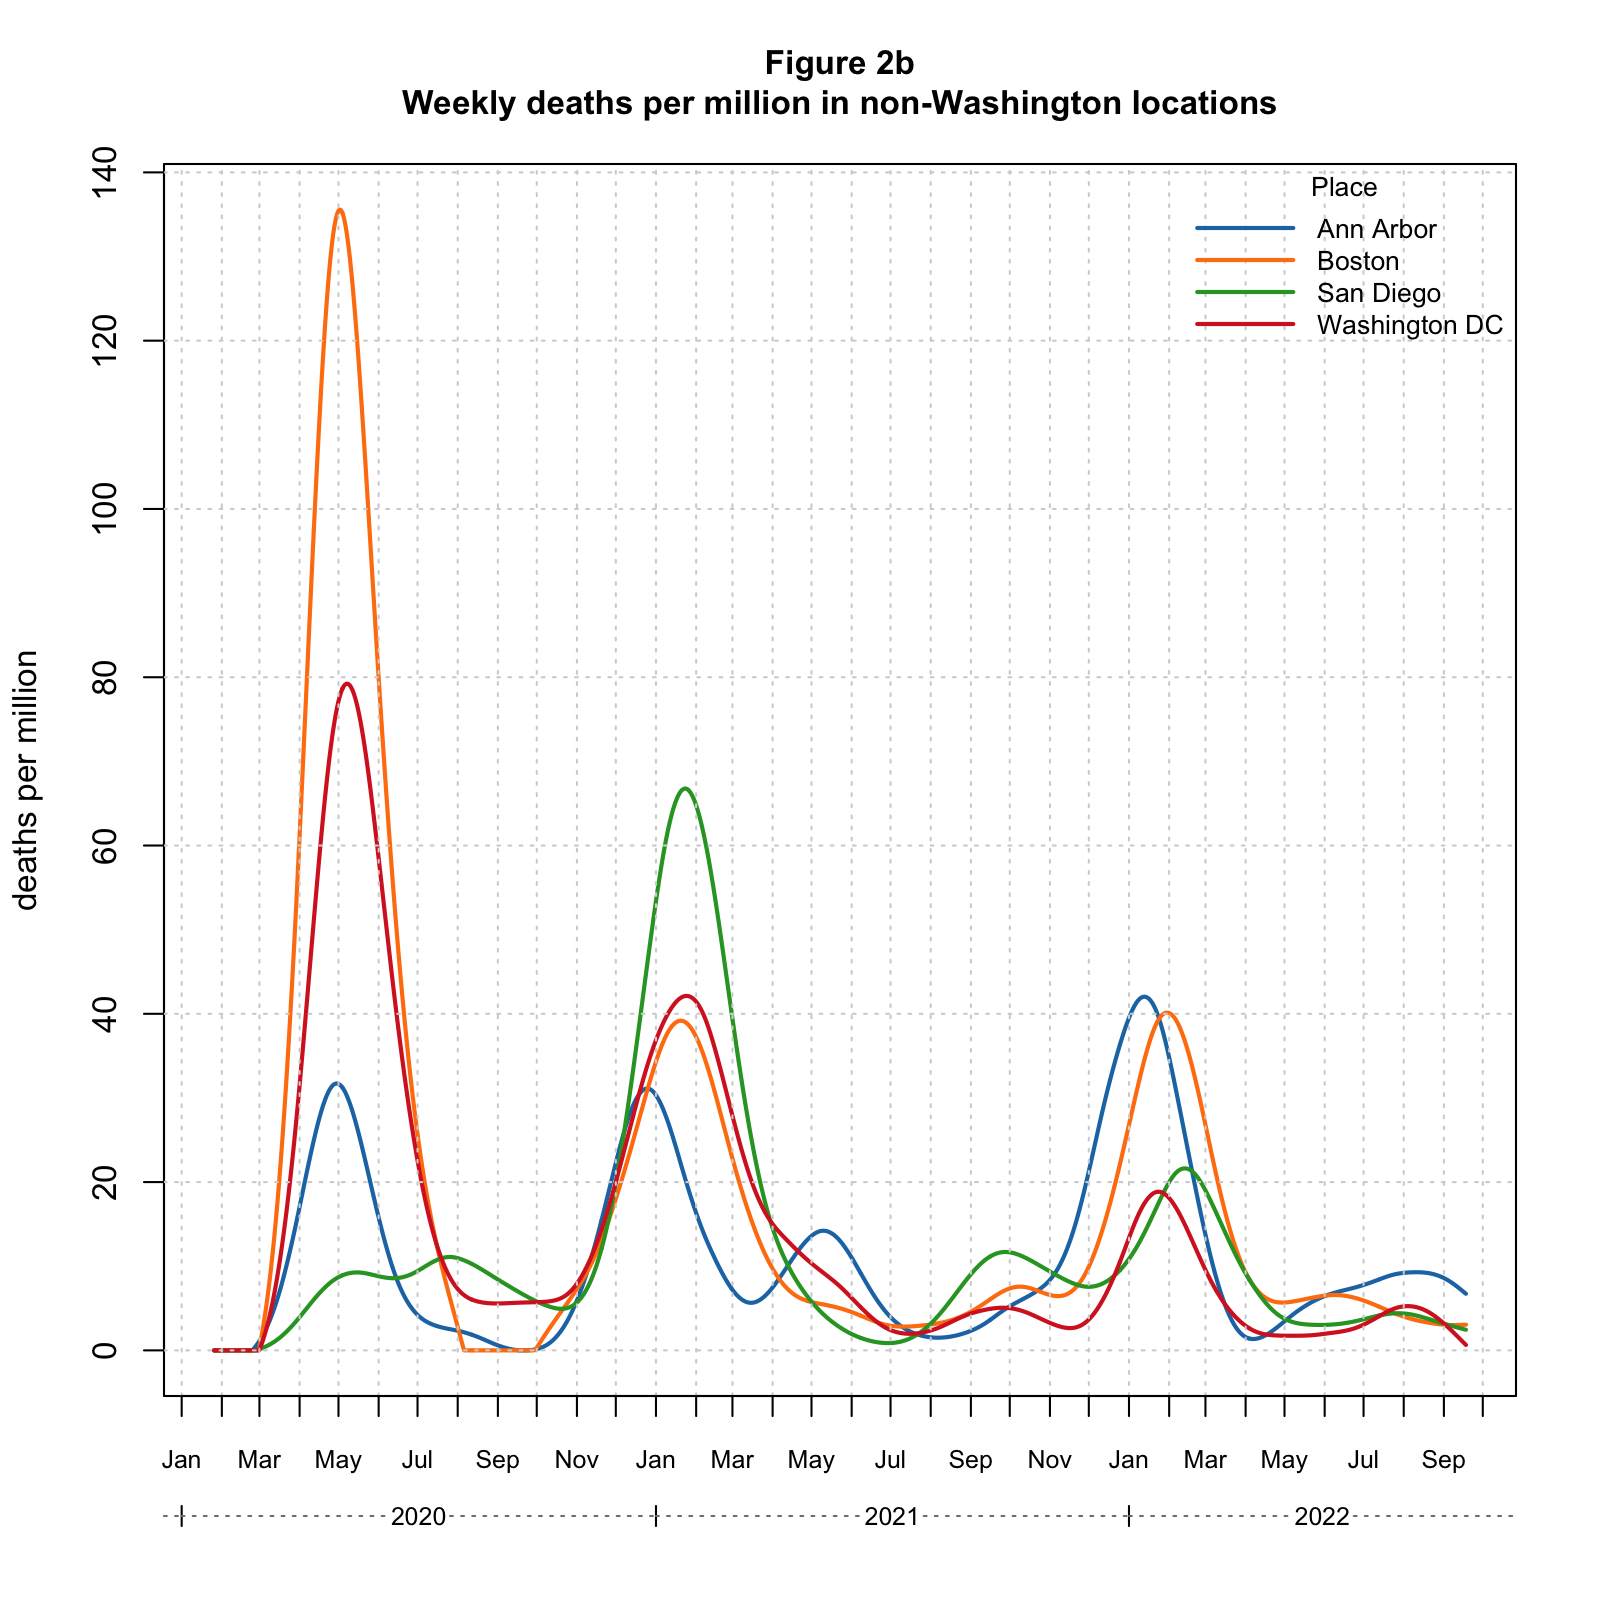 Figure 2b
Weekly deaths per million in non-Washington locations
Place
Ann Arbor
Boston
San Diego
Washington DC
deaths per million
140
120
100
80
60
40
20
0
Jan Mar May Jul Sep Nov Jan Mar May Jul Sep Nov Jan Mar May Jul Sep
2020 2021 2022